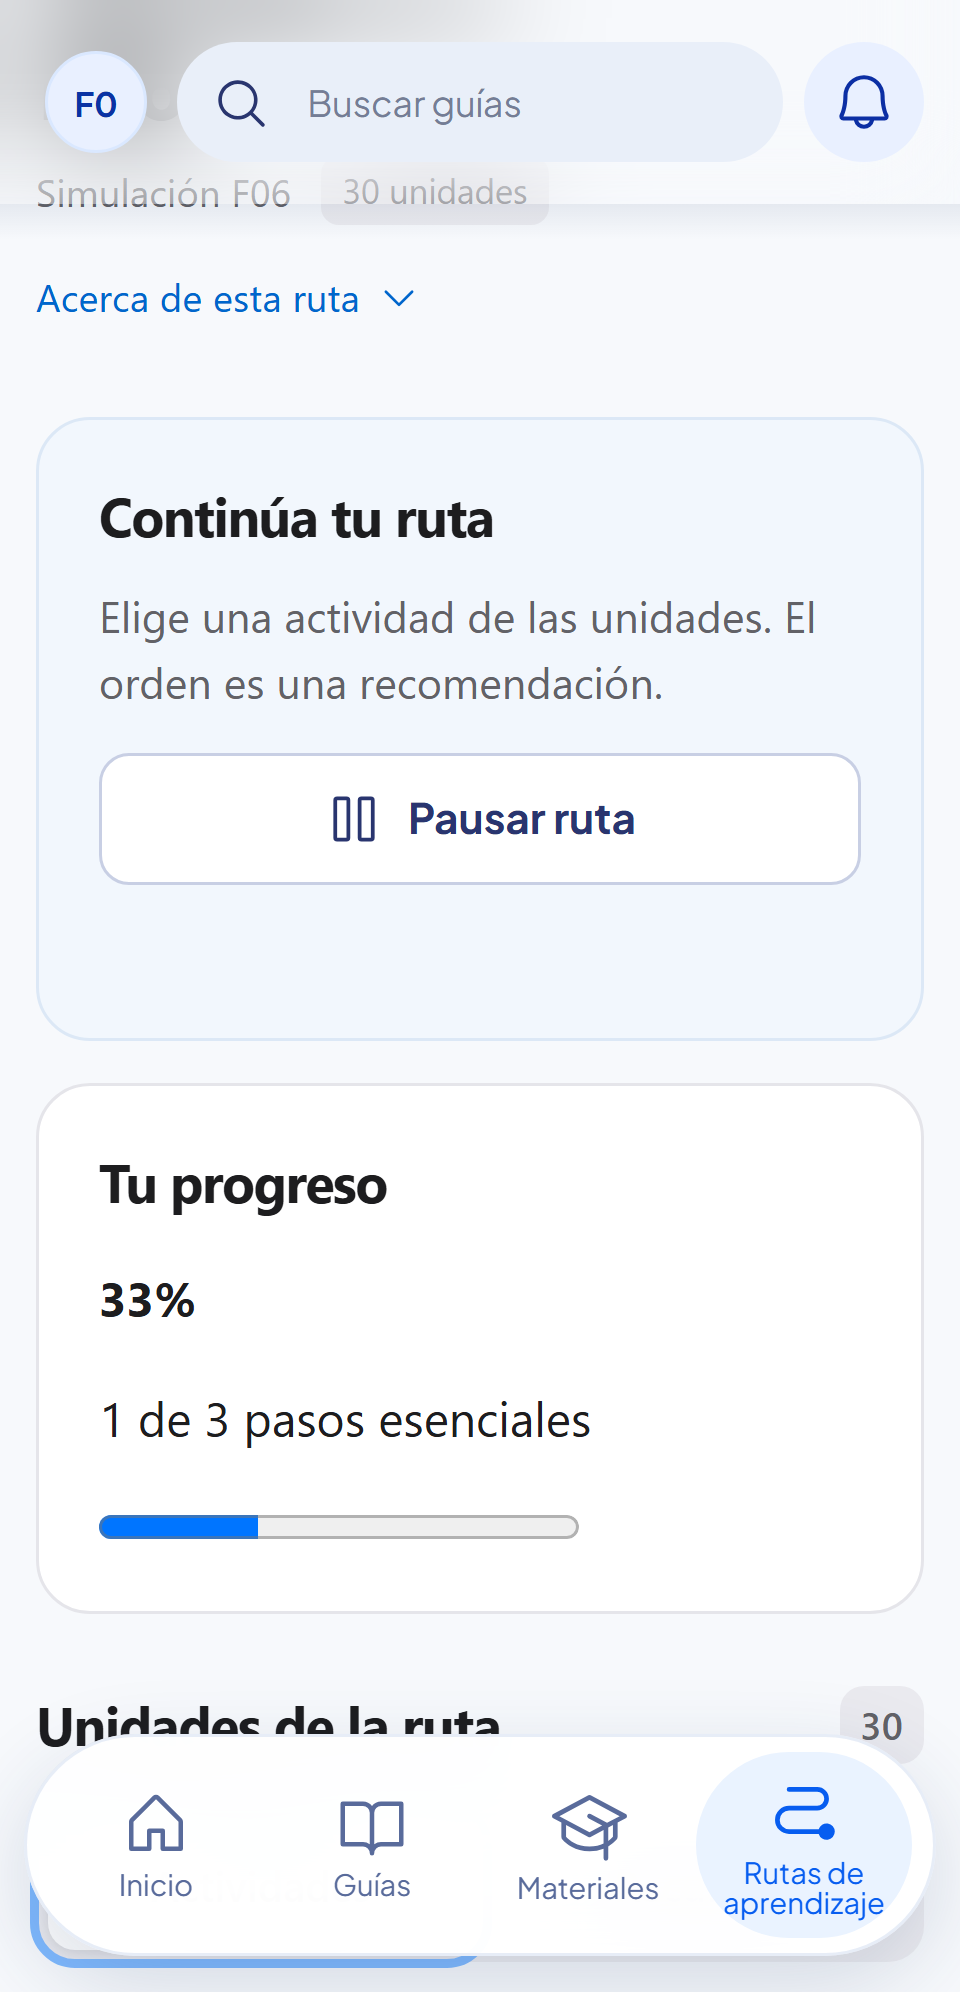 F0
Buscar guías
Simulación F06
30 unidades
Acerca de esta ruta
Continúa tu ruta
Elige una actividad de las unidades. El
orden es una recomendación.
Pausar ruta
Tu progreso
33%
1 de 3 pasos esenciales
Unidades de la ruta
30
Inicio
Guías
Materiales
Rutas de
aprendizaje